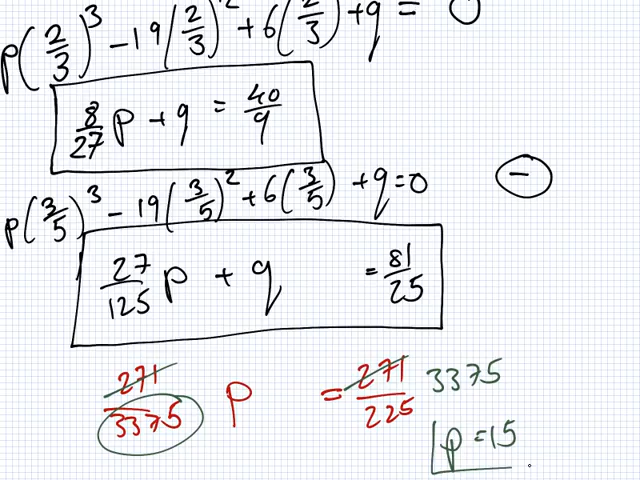 p(2/3)³ − 19(2/3)² + 6(2/3) + q = 0
8/27 p + q = 40/9
p(3/5)³ − 19(3/5)² + 6(3/5) + q = 0 −
27/125 p + q = 81/25
271/3375 p = 271/225 3375
p = 15